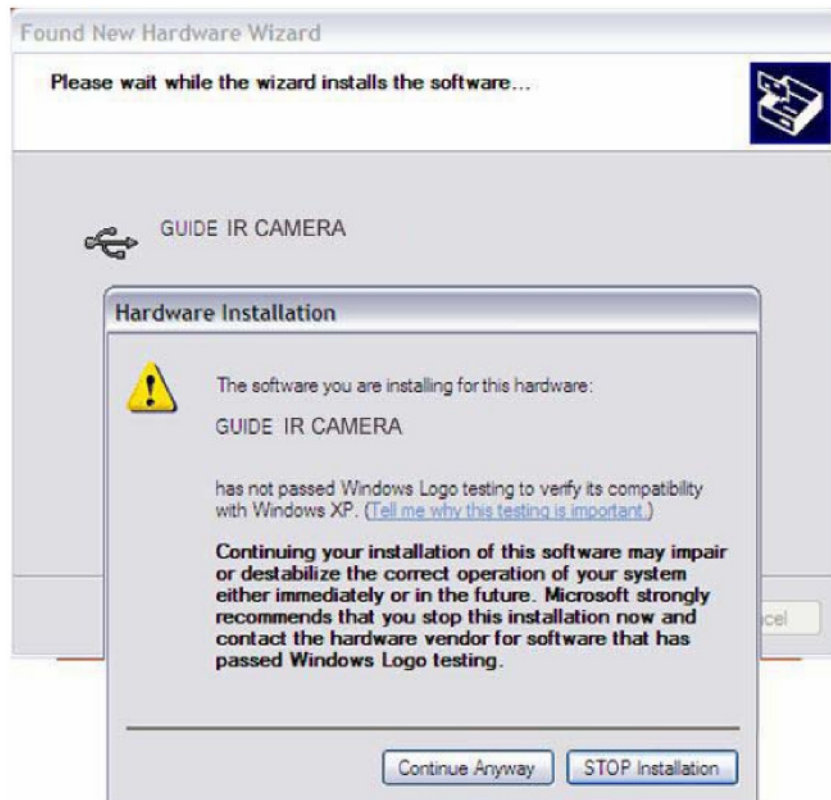 Found New Hardware Wizard
Please wait while the wizard installs the software...
GUIDE IR CAMERA
Hardware Installation
The software you are installing for this hardware:
GUIDE IR CAMERA
has not passed Windows Logo testing to verify its compatibility
with Windows XP. (Tell me why this testing is important.)
Continuing your installation of this software may impair
or destabilize the correct operation of your system
either immediately or in the future. Microsoft strongly
recommends that you stop this installation now and
contact the hardware vendor for software that has
passed Windows Logo testing.
Continue Anyway
STOP Installation